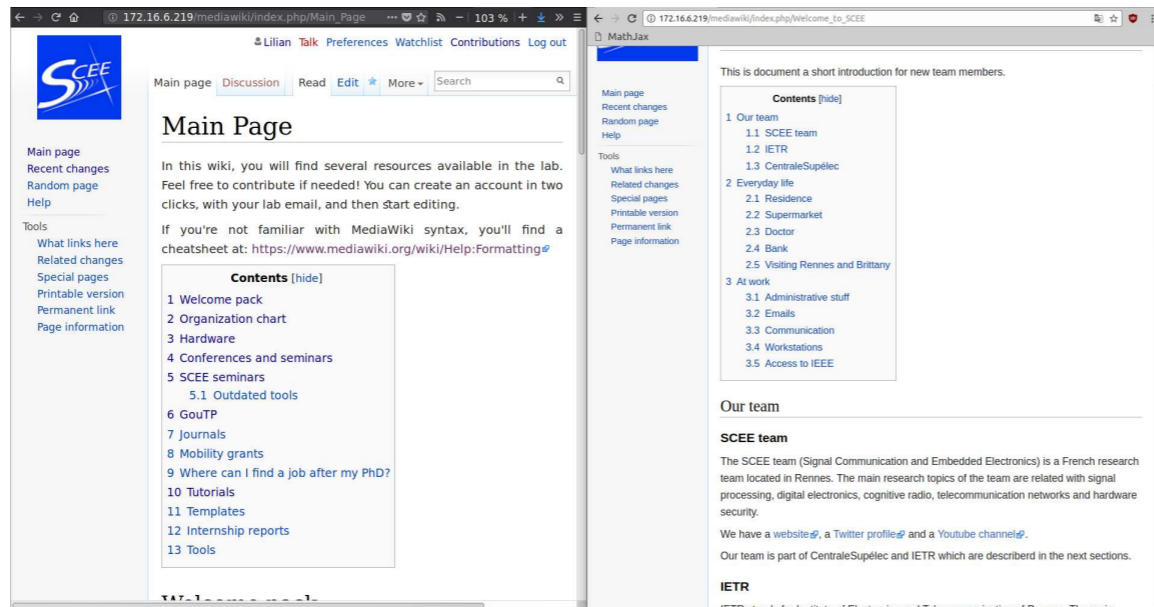 172.16.6.219/mediawiki/index.php/Main_Page
103 %
SCEE
Lilian Talk Preferences Watchlist Contributions Log out
Main page Discussion Read Edit More Search
Main Page
Main page
Recent changes
Random page
Help
Tools
What links here
Related changes
Special pages
Printable version
Permanent link
Page information
In this wiki, you will find several resources available in the lab.
Feel free to contribute if needed! You can create an account in two
clicks, with your lab email, and then start editing.
If you're not familiar with MediaWiki syntax, you'll find a
cheatsheet at: https://www.mediawiki.org/wiki/Help:Formatting
Contents [hide]
1 Welcome pack
2 Organization chart
3 Hardware
4 Conferences and seminars
5 SCEE seminars
5.1 Outdated tools
6 GouTP
7 Journals
8 Mobility grants
9 Where can I find a job after my PhD?
10 Tutorials
11 Templates
12 Internship reports
13 Tools
Welcome pack
172.16.6.219/mediawiki/index.php/Welcome_to_SCEE
MathJax
Main page
Recent changes
Random page
Help
Tools
What links here
Related changes
Special pages
Printable version
Permanent link
Page information
This is document a short introduction for new team members.
Contents [hide]
1 Our team
1.1 SCEE team
1.2 IETR
1.3 CentraleSupélec
2 Everyday life
2.1 Residence
2.2 Supermarket
2.3 Doctor
2.4 Bank
2.5 Visiting Rennes and Brittany
3 At work
3.1 Administrative stuff
3.2 Emails
3.3 Communication
3.4 Workstations
3.5 Access to IEEE
Our team
SCEE team
The SCEE team (Signal Communication and Embedded Electronics) is a French research
team located in Rennes. The main research topics of the team are related with signal
processing, digital electronics, cognitive radio, telecommunication networks and hardware
security.
We have a website, a Twitter profile and a Youtube channel.
Our team is part of CentraleSupélec and IETR which are describerd in the next sections.
IETR